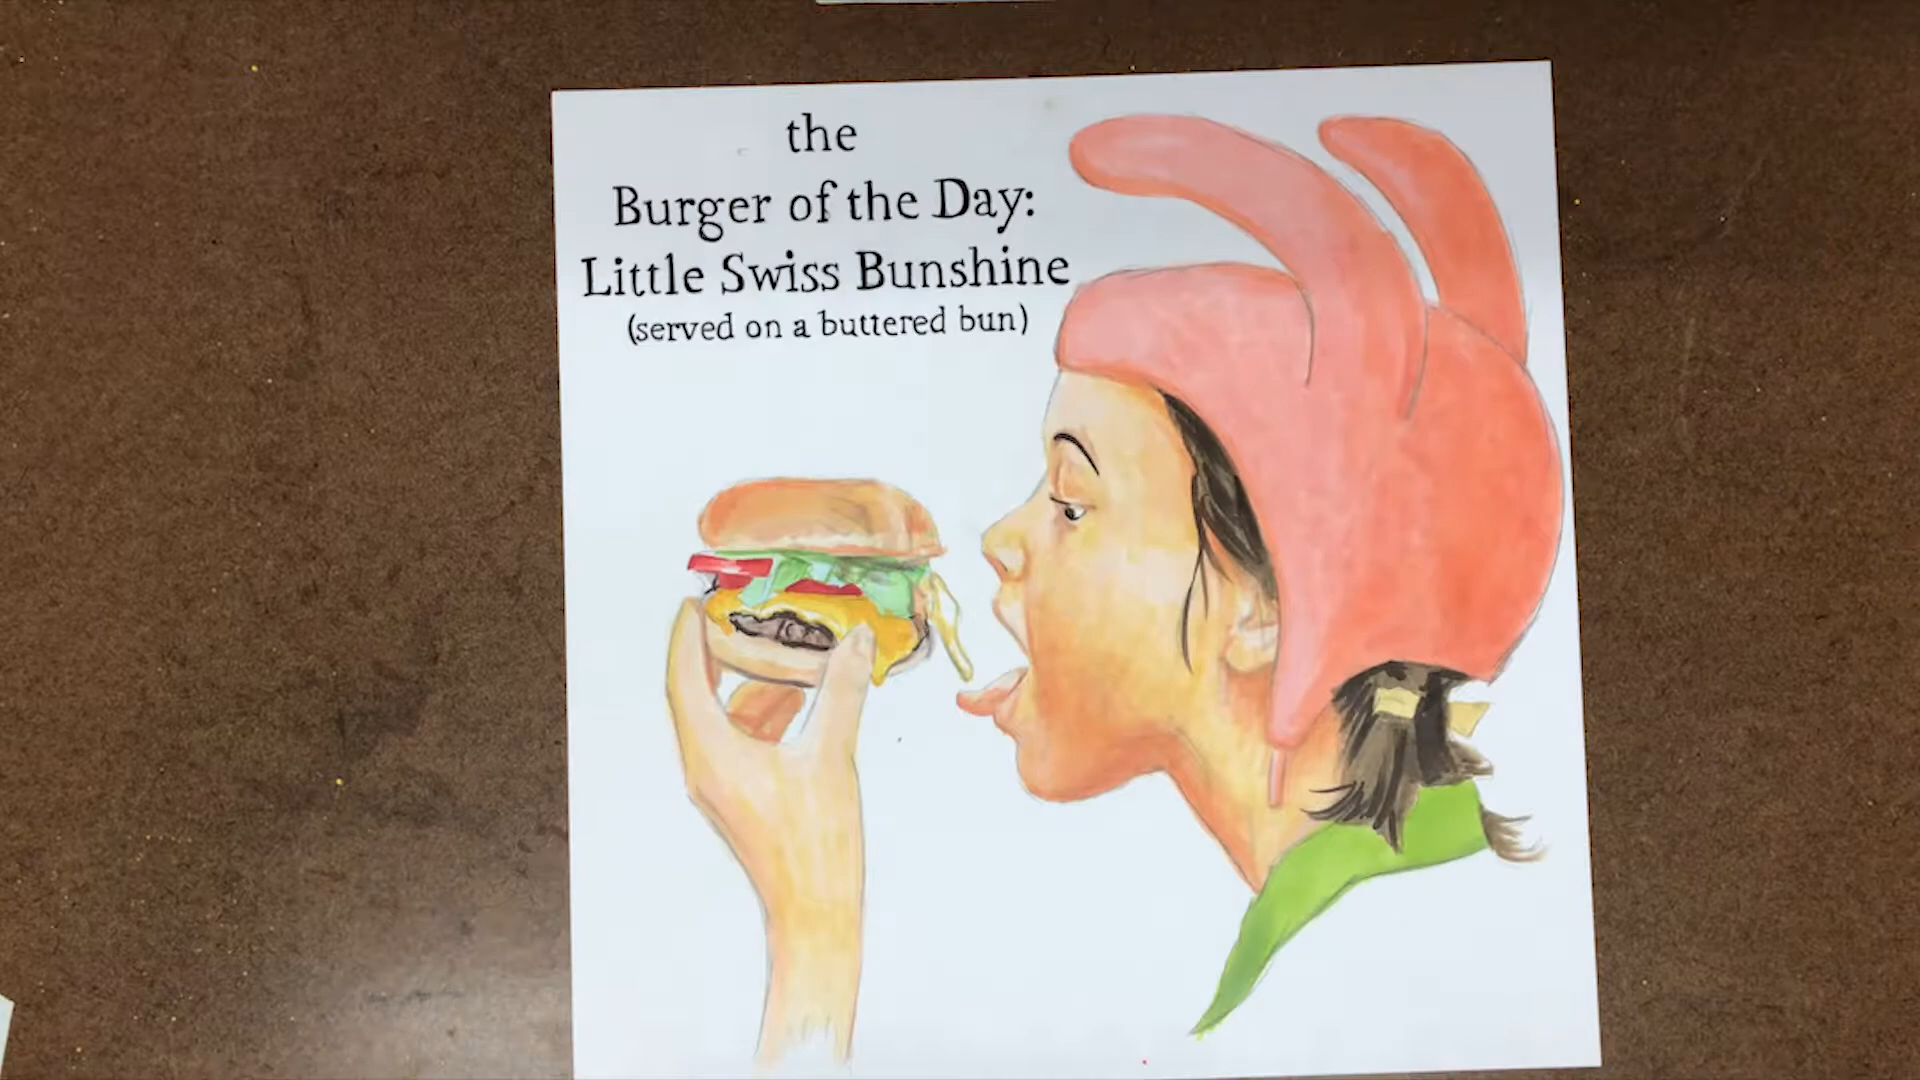 the
Burger of the Day:
Little Swiss Bunshine
(served on a buttered bun)